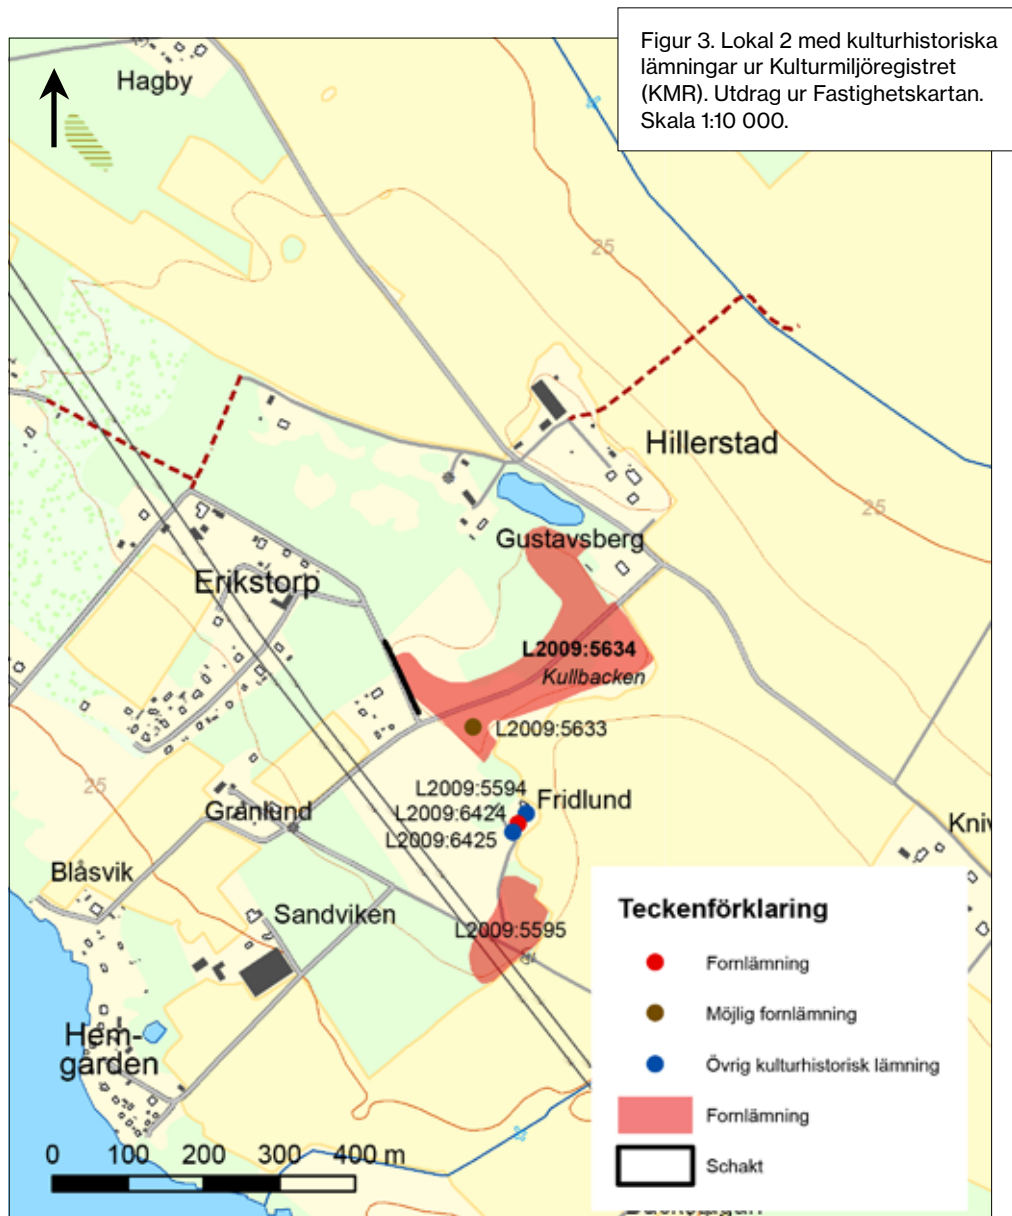 Figur 3. Lokal 2 med kulturhistoriska
lämningar ur Kulturmiljöregistret
(KMR). Utdrag ur Fastighetskartan.
Skala 1:10 000.
Hagby
25
Hillerstad
25
Gustavsberg
Erikstorp
L2009:5634
Kullbacken
L2009:5633
L2009:5594
Fridlund
L2009:6424
L2009:6425
25
Granlund
Kniv
Blåsvik
Sandviken
L2009:5595
Hem-
gården
0 100 200 300 400 m
Teckenförklaring
Fornlämning
Möjlig fornlämning
Övrig kulturhistorisk lämning
Fornlämning
Schakt